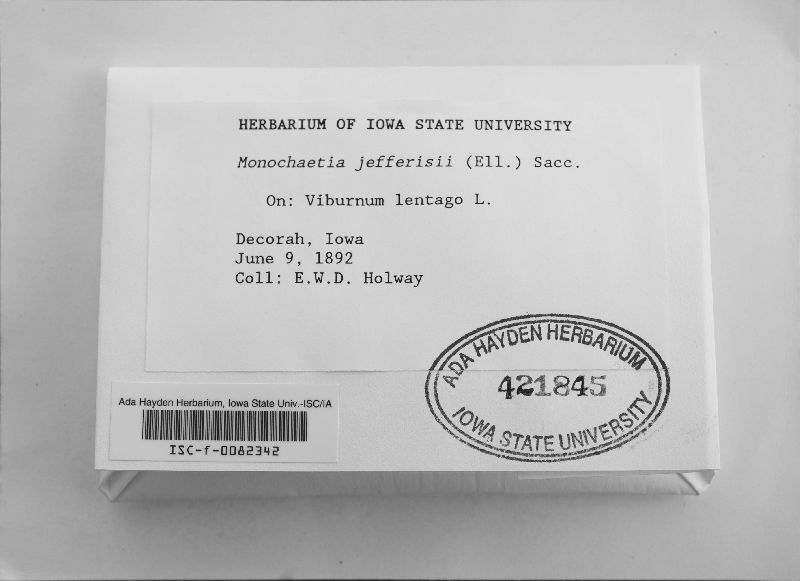 HERBARIUM OF IOWA STATE UNIVERSITY
Monochaetia jefferisii (Ell.) Sacc.
On: Viburnum lentago L.
Decorah, Iowa
June 9, 1892
Coll: E.W.D. Holway
ADA HAYDEN HERBARIUM
421845
IOWA STATE UNIVERSITY
Ada Hayden Herbarium, Iowa State Univ.-ISC/IA
ISC-f-0082342